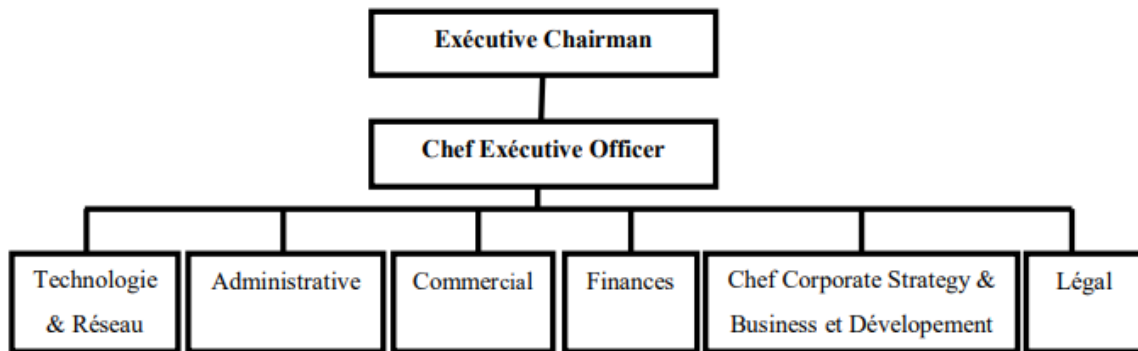 Exécutive Chairman
Chef Exécutive Officer
Technologie
& Réseau
Administrative
Commercial
Finances
Chef Corporate Strategy &
Business et Dévelopement
Légal